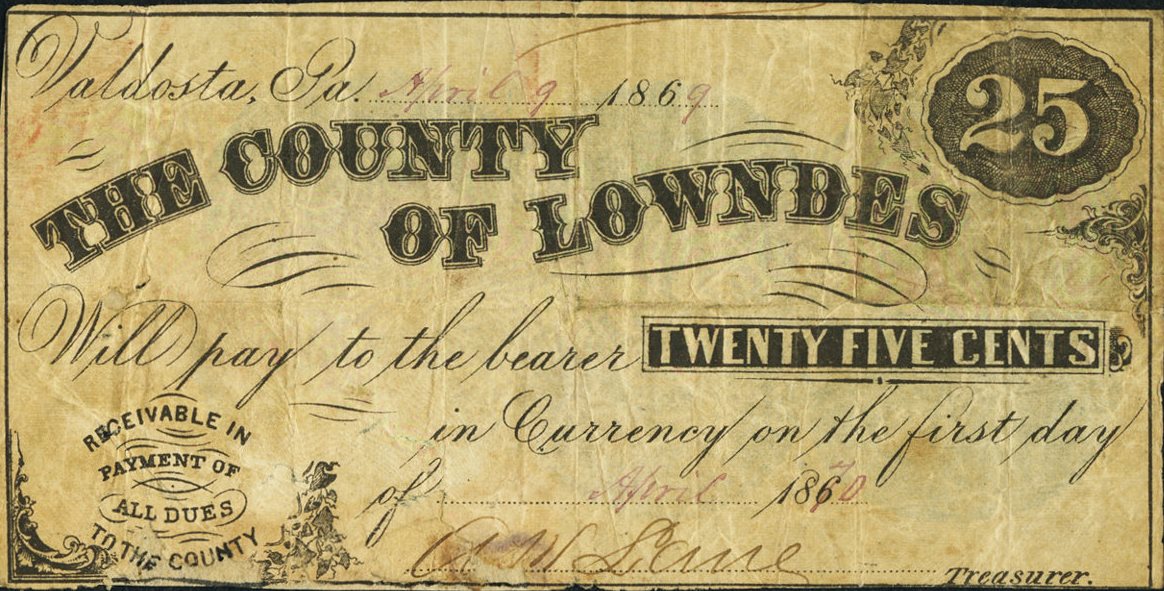 Valdosta, Pa. April 9 1869
25
THE COUNTY
OF LOWNDES
Will pay to the bearer TWENTY FIVE CENTS
in Currency on the first day
of April 1870
RECEIVABLE IN
PAYMENT OF
ALL DUES
TO THE COUNTY
Treasurer.